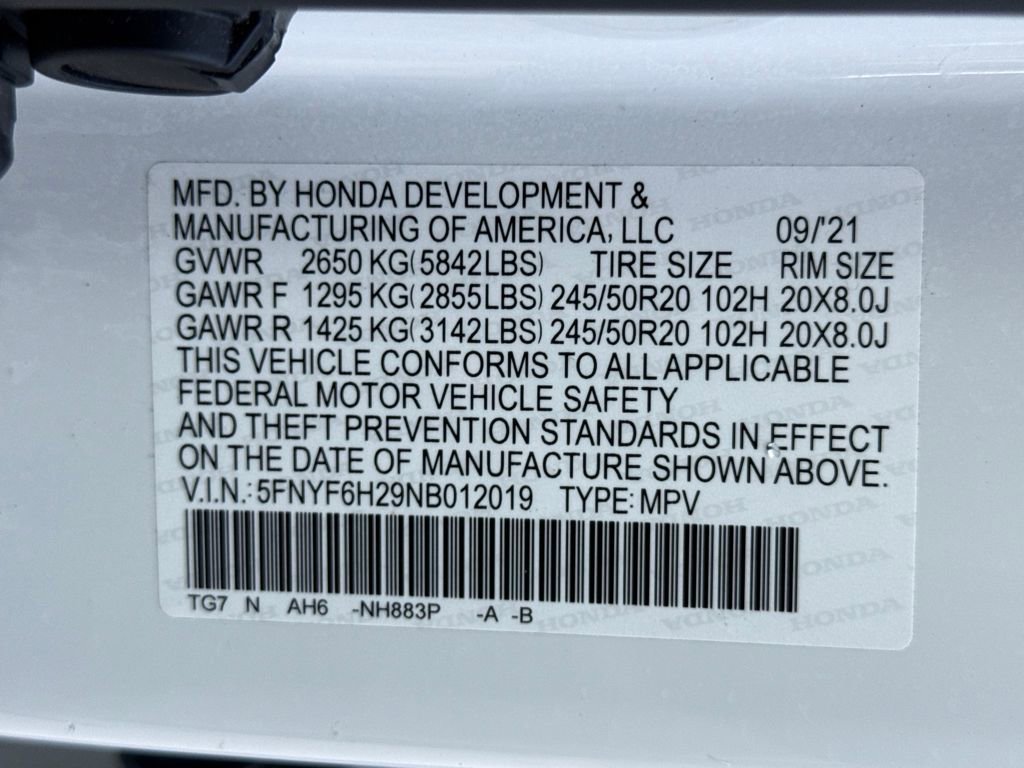 MFD. BY HONDA DEVELOPMENT &
MANUFACTURING OF AMERICA, LLC 09/'21
GVWR 2650 KG(5842LBS) TIRE SIZE RIM SIZE
GAWR F 1295 KG(2855LBS) 245/50R20 102H 20X8.0J
GAWR R 1425 KG(3142LBS) 245/50R20 102H 20X8.0J
THIS VEHICLE CONFORMS TO ALL APPLICABLE
FEDERAL MOTOR VEHICLE SAFETY
AND THEFT PREVENTION STANDARDS IN EFFECT
ON THE DATE OF MANUFACTURE SHOWN ABOVE.
V.I.N.: 5FNYF6H29NB012019 TYPE: MPV
TG7 N AH6 -NH883P -A -B